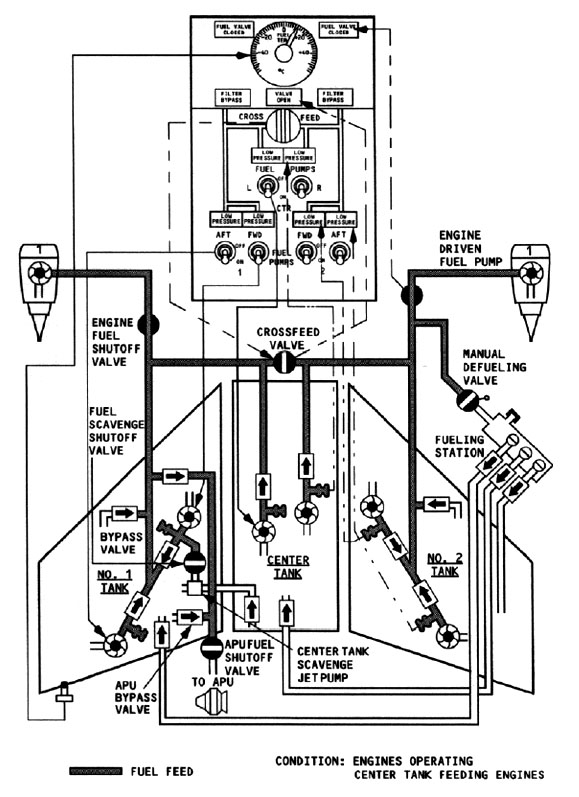 FUEL VALVE
CLOSED
FUEL VALVE
CLOSED
0
-20
+20
FUEL
TEMP
-40
+40
°C
FILTER
BYPASS
VALVE
OPEN
FILTER
BYPASS
CROSS
FEED
LOW
PRESSURE
LOW
PRESSURE
FUEL
PUMPS
L
OFF
ON
R
CTR
LOW
PRESSURE
LOW
PRESSURE
LOW
PRESSURE
LOW
PRESSURE
AFT
FWD
FWD
AFT
OFF
ON
FUEL
PUMPS
OFF
ON
1
2
1
ENGINE
DRIVEN
FUEL PUMP
1
ENGINE
FUEL
SHUTOFF
VALVE
CROSSFEED
VALVE
MANUAL
DEFUELING
VALVE
FUEL
SCAVENGE
SHUTOFF
VALVE
FUELING
STATION
BYPASS
VALVE
NO. 1
TANK
CENTER
TANK
NO. 2
TANK
APU
BYPASS
VALVE
APU FUEL
SHUTOFF
VALVE
CENTER TANK
SCAVENGE
JET PUMP
TO APU
FUEL FEED
CONDITION: ENGINES OPERATING
CENTER TANK FEEDING ENGINES